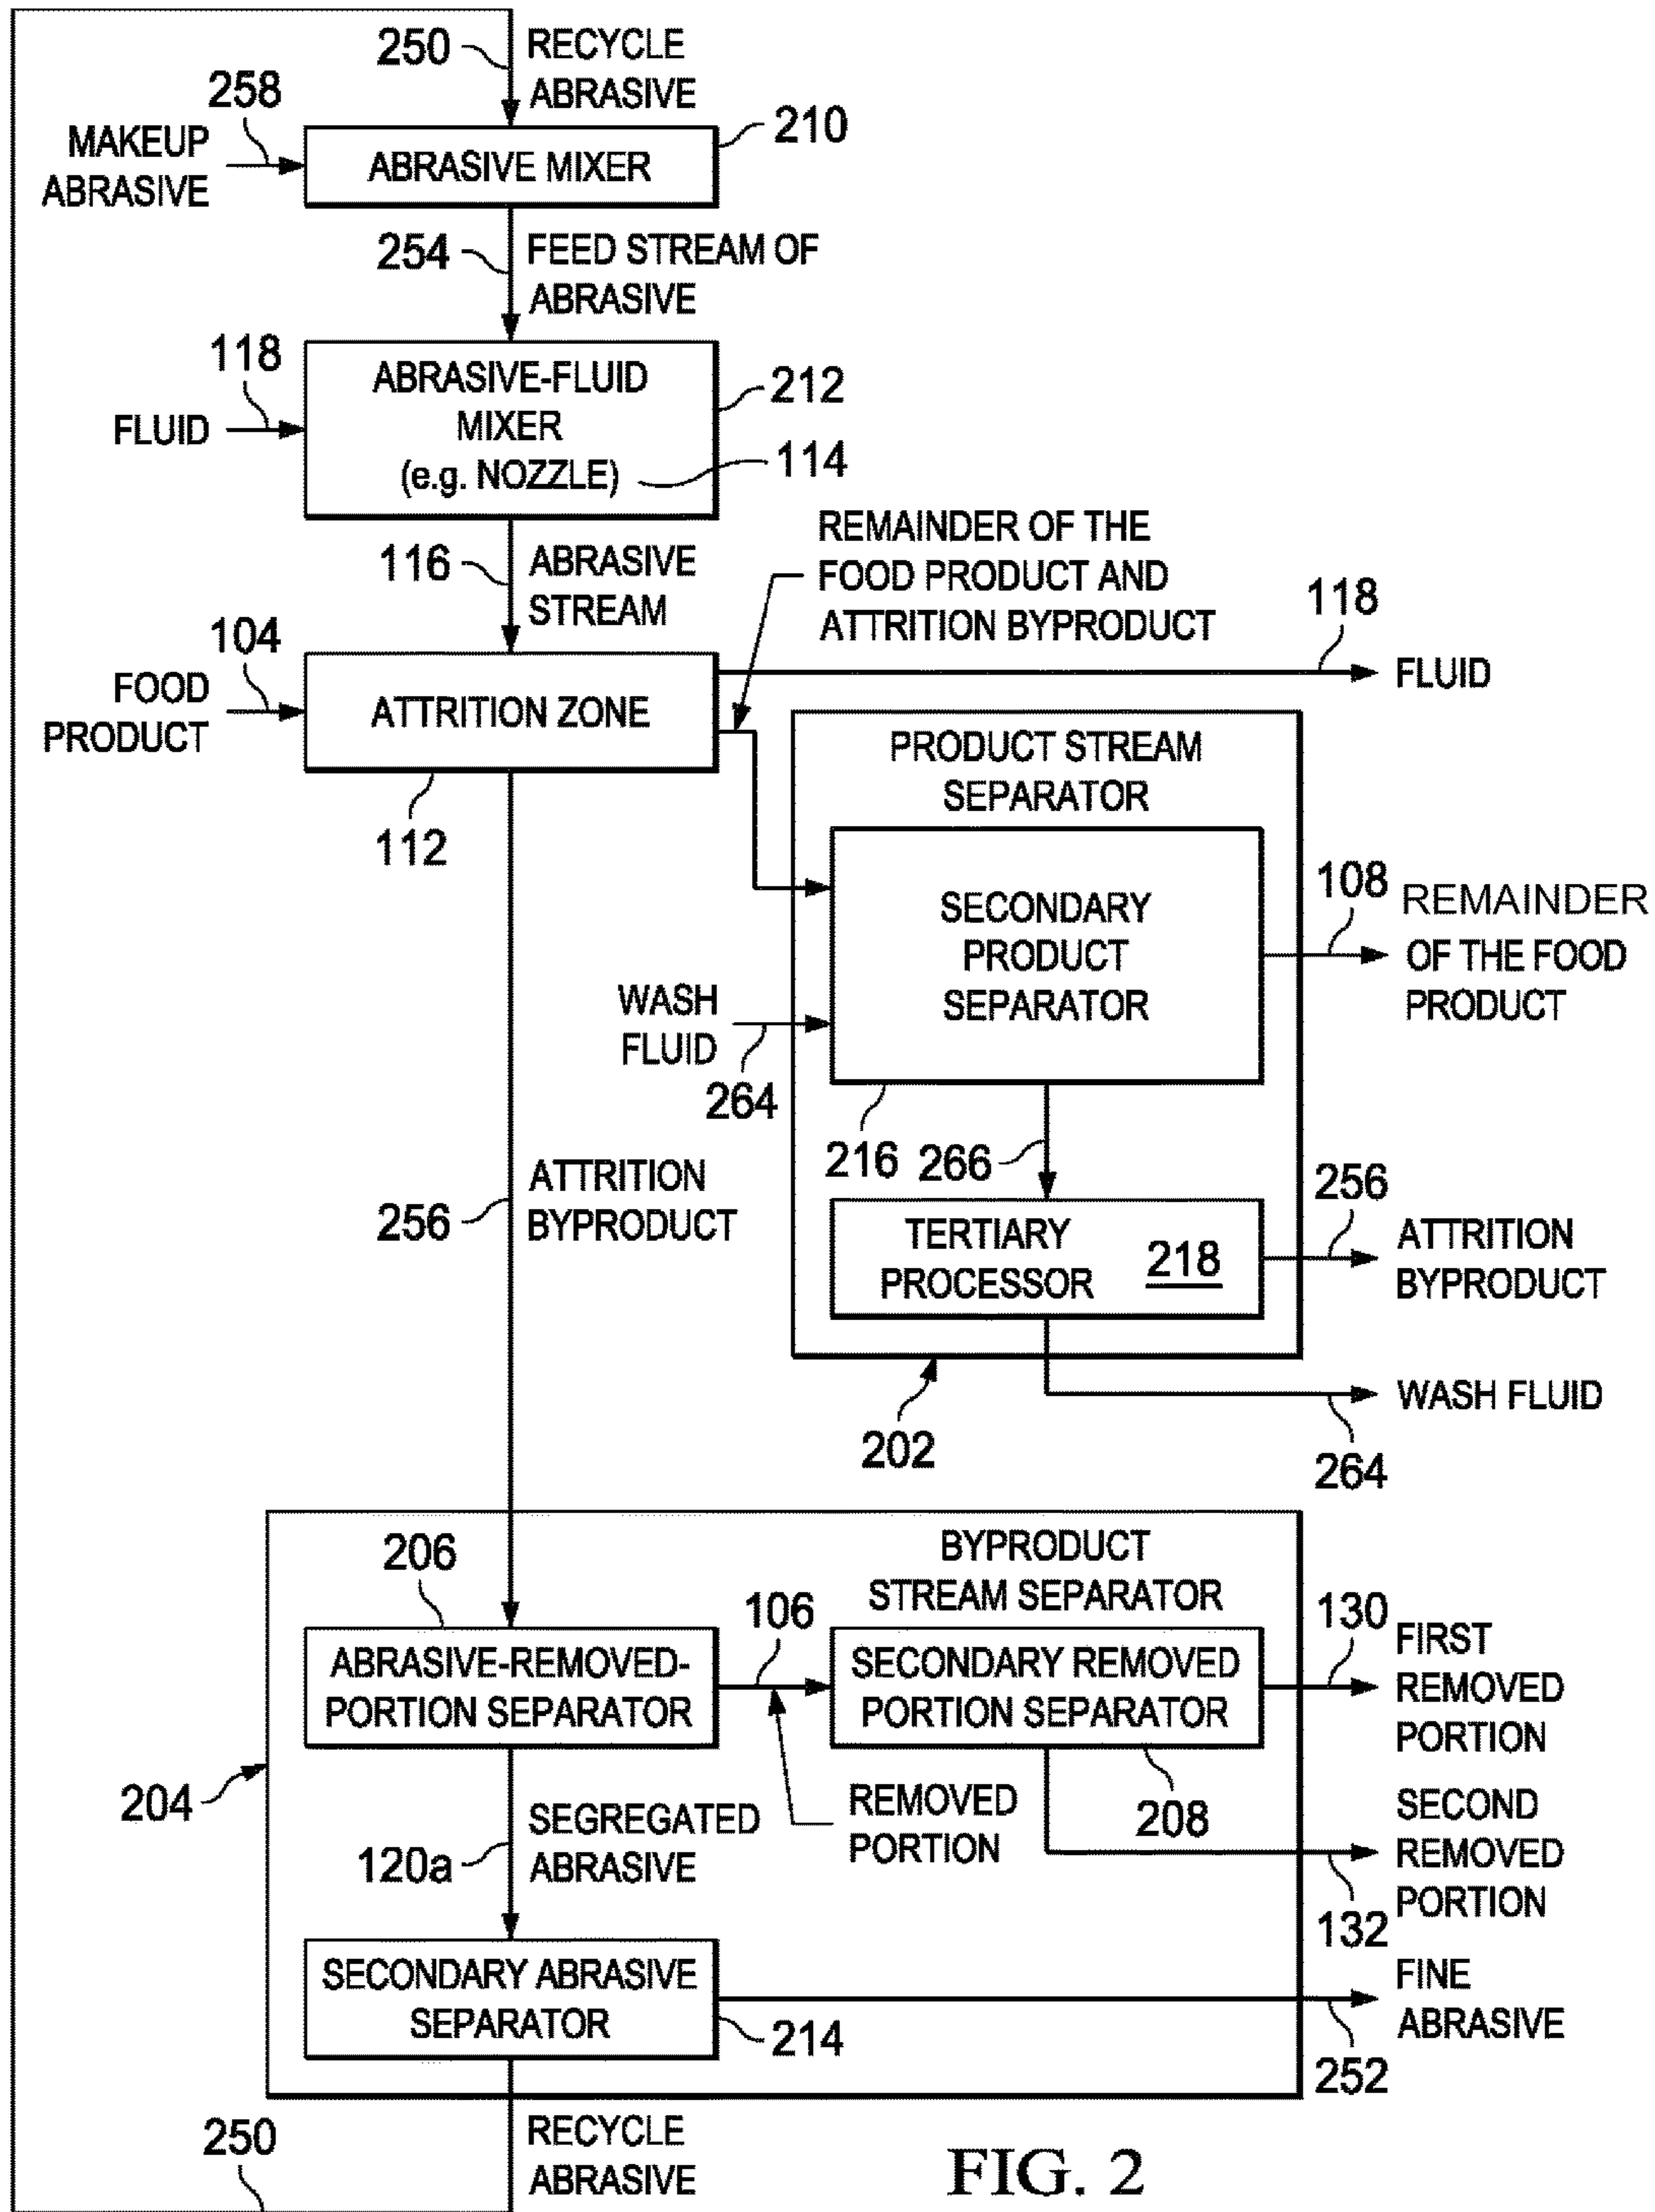 250
RECYCLE
ABRASIVE
258
MAKEUP
ABRASIVE
210
ABRASIVE MIXER
254
FEED STREAM OF
ABRASIVE
118
FLUID
ABRASIVE-FLUID
MIXER
(e.g. NOZZLE)
212
114
116
ABRASIVE
STREAM
REMAINDER OF THE
FOOD PRODUCT AND
ATTRITION BYPRODUCT
118
FLUID
104
FOOD
PRODUCT
ATTRITION ZONE
112
PRODUCT STREAM
SEPARATOR
SECONDARY
PRODUCT
SEPARATOR
108
REMAINDER
OF THE FOOD
PRODUCT
WASH
FLUID
264
216
266
TERTIARY
PROCESSOR
218
256
ATTRITION
BYPRODUCT
256
ATTRITION
BYPRODUCT
WASH FLUID
264
202
BYPRODUCT
STREAM SEPARATOR
206
ABRASIVE-REMOVED-
PORTION SEPARATOR
106
REMOVED
PORTION
SECONDARY REMOVED
PORTION SEPARATOR
208
130
FIRST
REMOVED
PORTION
SECOND
REMOVED
PORTION
132
204
120a
SEGREGATED
ABRASIVE
SECONDARY ABRASIVE
SEPARATOR
214
FINE
ABRASIVE
252
250
RECYCLE
ABRASIVE
FIG. 2